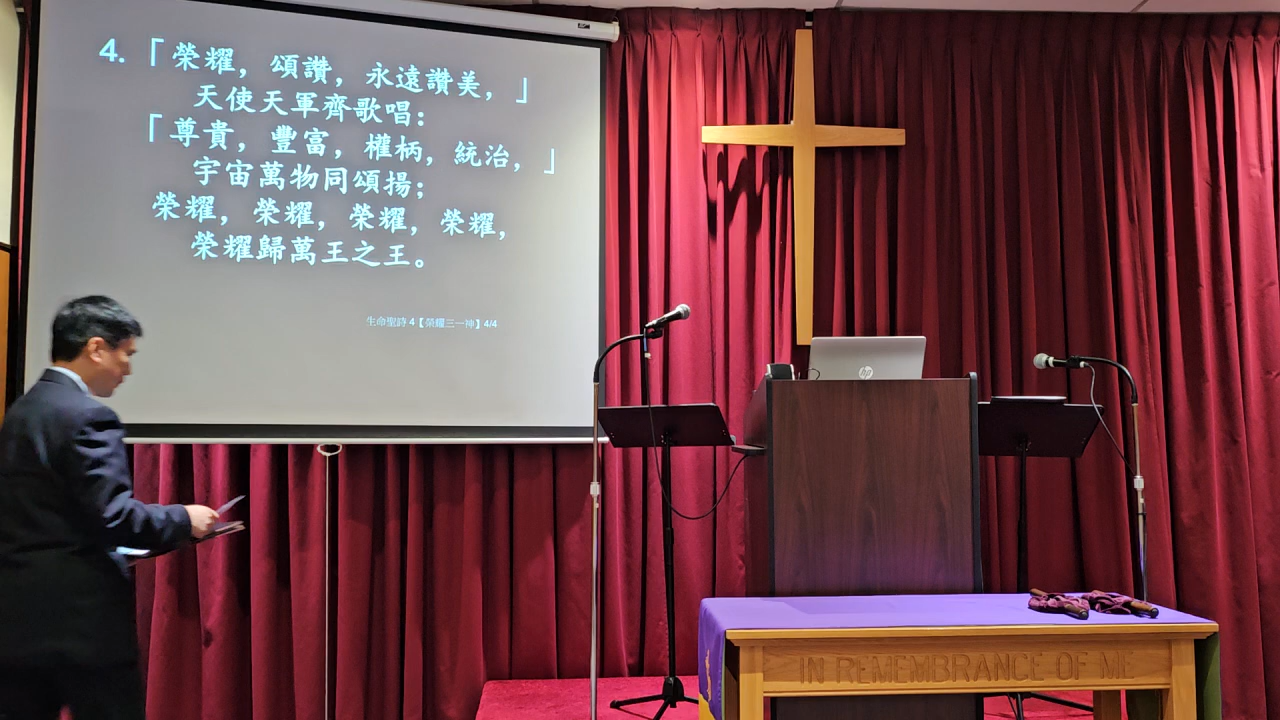 4.「榮耀，頌讚，永遠讚美，」
天使天軍齊歌唱：
「尊貴，豐富，權柄，統治，」
宇宙萬物同頌揚；
榮耀，榮耀，榮耀，榮耀，
榮耀歸萬王之王。
生命聖詩 4【榮耀三一神】4/4
hp
IN REMEMBRANCE OF ME